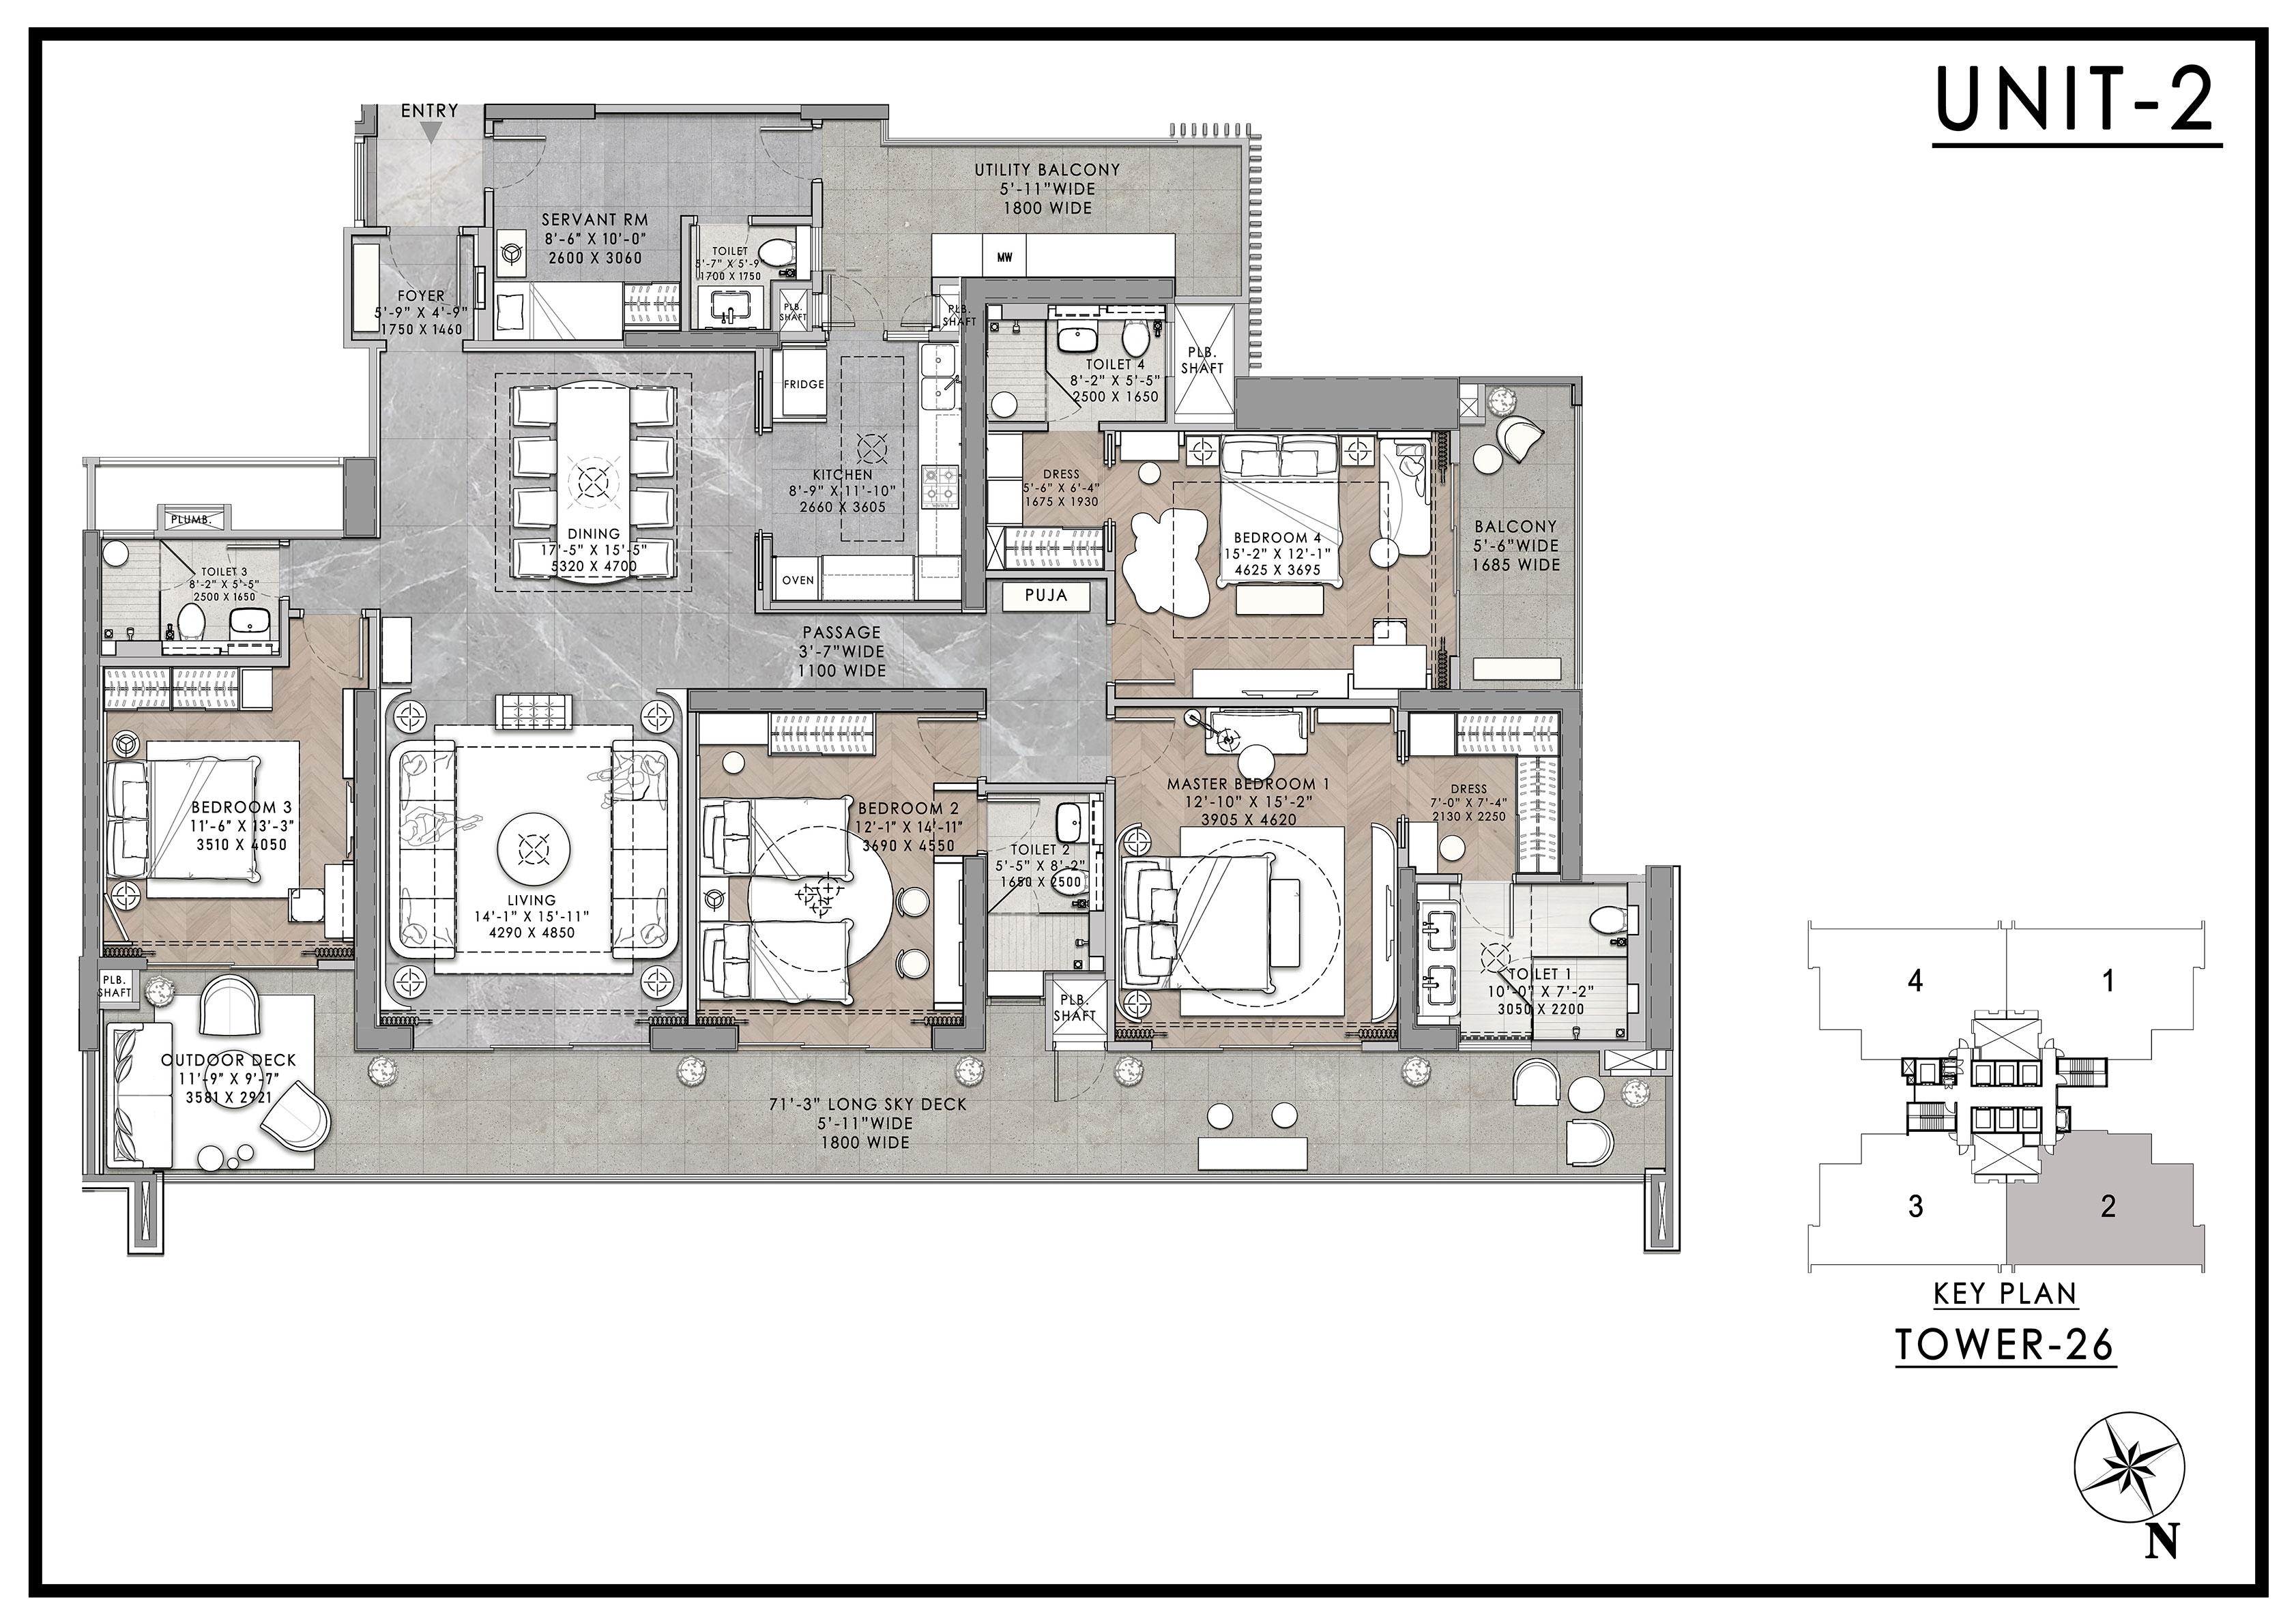 UNIT-2
ENTRY
UTILITY BALCONY
5'-11"WIDE
1800 WIDE
SERVANT RM
8'-6" X 10'-0"
2600 X 3060
TOILET
5'-7" X 5'-9"
1700 X 1750
MW
FOYER
5'-9" X 4'-9"
1750 X 1460
PLB.
SHAFT
PLB.
SHAFT
PLB.
SHAFT
FRIDGE
TOILET 4
8'-2" X 5'-5"
2500 X 1650
KITCHEN
8'-9" X 11'-10"
2660 X 3605
DRESS
5'-6" X 6'-4"
1675 X 1930
PLUMB.
DINING
17'-5" X 15'-5"
5320 X 4700
BEDROOM 4
15'-2" X 12'-1"
4625 X 3695
BALCONY
5'-6"WIDE
1685 WIDE
OVEN
TOILET 3
8'-2" X 5'-5"
2500 X 1650
PUJA
PASSAGE
3'-7"WIDE
1100 WIDE
BEDROOM 3
11'-6" X 13'-3"
3510 X 4050
BEDROOM 2
12'-1" X 14'-11"
3690 X 4550
MASTER BEDROOM 1
12'-10" X 15'-2"
3905 X 4620
DRESS
7'-0" X 7'-4"
2130 X 2250
TOILET 2
5'-5" X 8'-2"
1650 X 2500
LIVING
14'-1" X 15'-11"
4290 X 4850
PLB.
SHAFT
PLB.
SHAFT
TOILET 1
10'-0" X 7'-2"
3050 X 2200
OUTDOOR DECK
11'-9" X 9'-7"
3581 X 2921
71'-3" LONG SKY DECK
5'-11"WIDE
1800 WIDE
4
1
3
2
KEY PLAN
TOWER-26
N